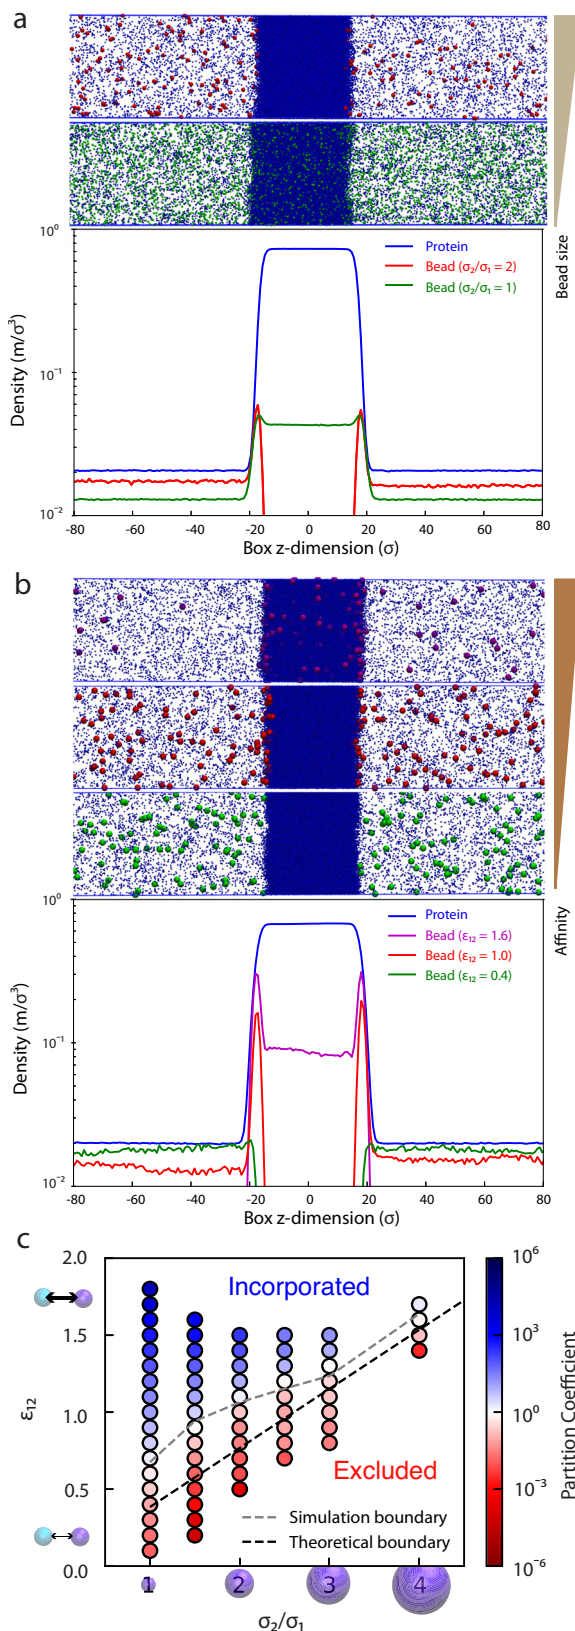 a
10⁰
Protein
Bead (σ₂/σ₁ = 2)
Bead (σ₂/σ₁ = 1)
Bead size
Density (m/σ³)
10⁻¹
10⁻²
-80 -60 -40 -20 0 20 40 60 80
Box z-dimension (σ)
b
10⁰
Protein
Bead (ε₁₂ = 1.6)
Bead (ε₁₂ = 1.0)
Bead (ε₁₂ = 0.4)
Affinity
Density (m/σ³)
10⁻¹
10⁻²
-80 -60 -40 -20 0 20 40 60 80
Box z-dimension (σ)
c
2.0
1.5
1.0
0.5
0.0
ε₁₂
Incorporated
Excluded
Simulation boundary
Theoretical boundary
1 2 3 4
σ₂/σ₁
10⁶
10³
10⁰
10⁻³
10⁻⁶
Partition Coefficient